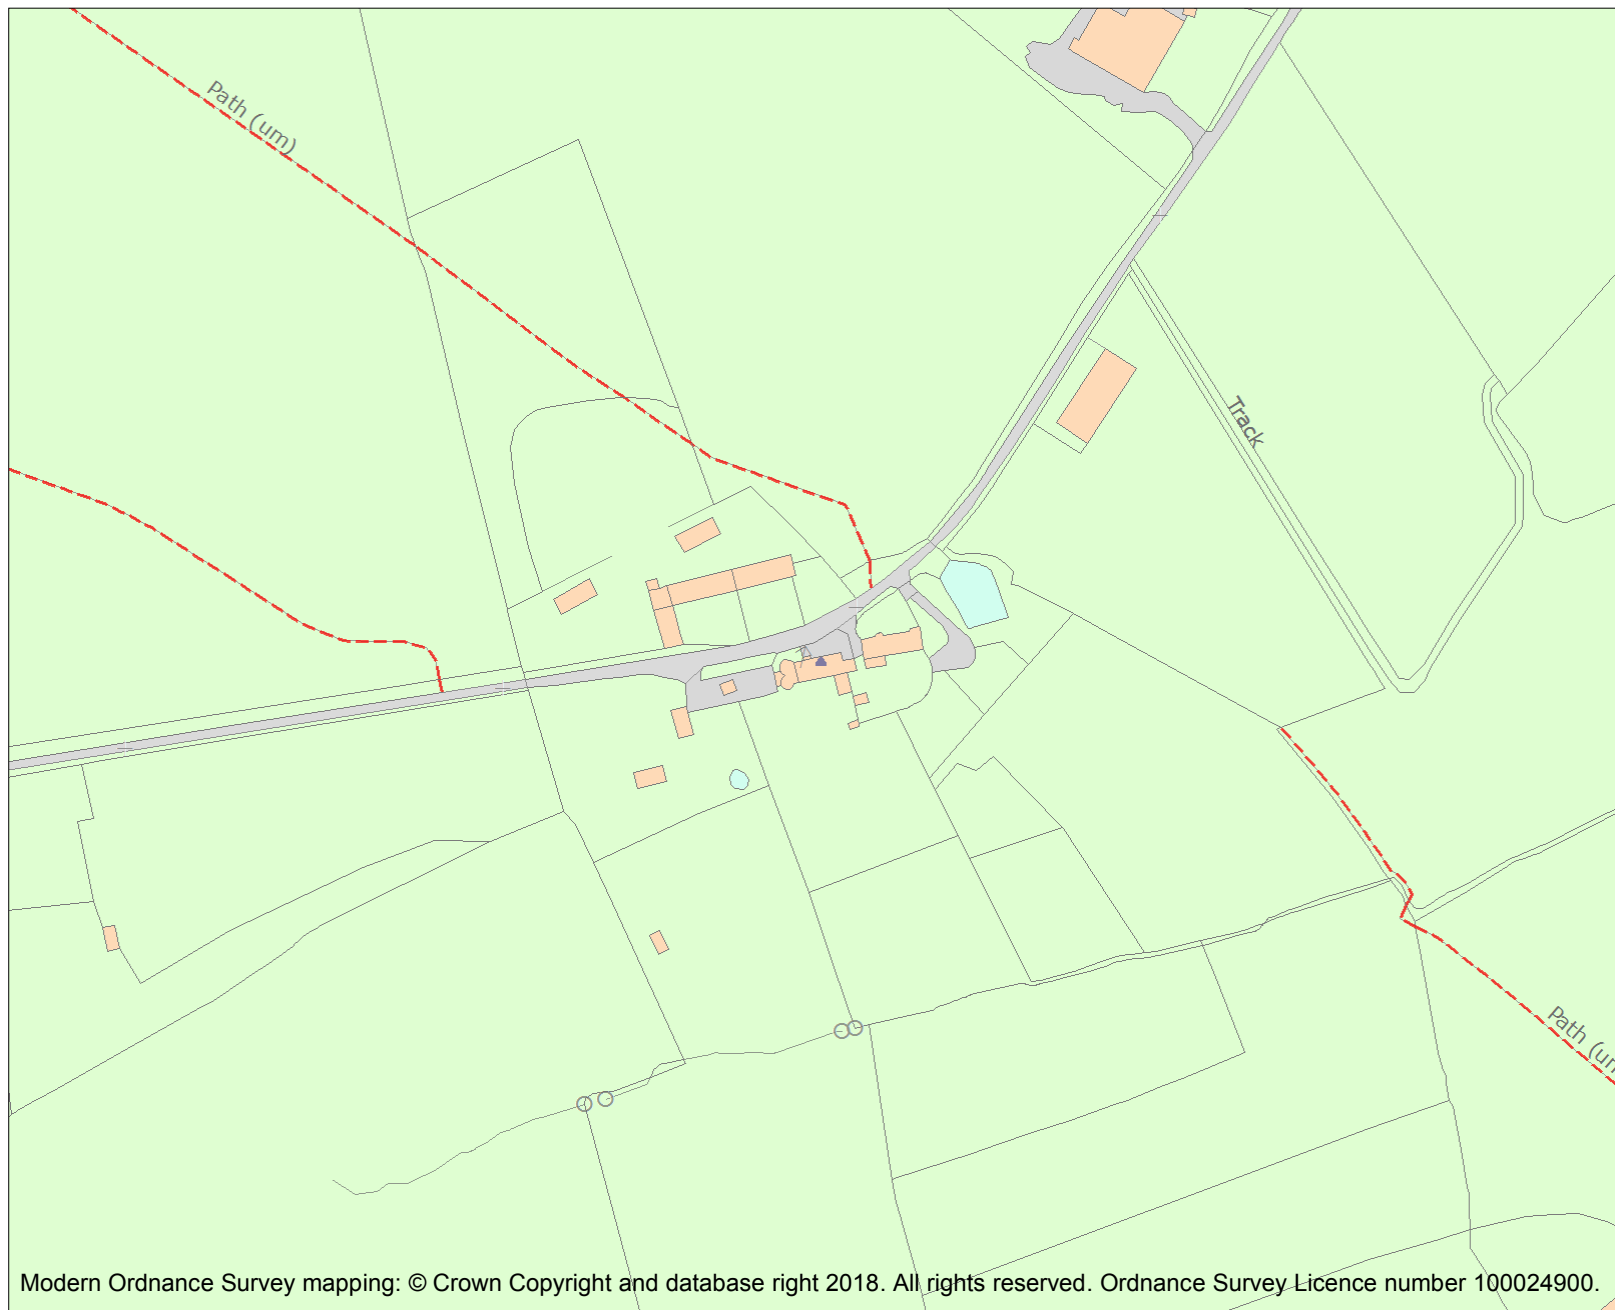 Path (um)
Track
Path (um
Modern Ordnance Survey mapping: © Crown Copyright and database right 2018. All rights reserved. Ordnance Survey Licence number 100024900.